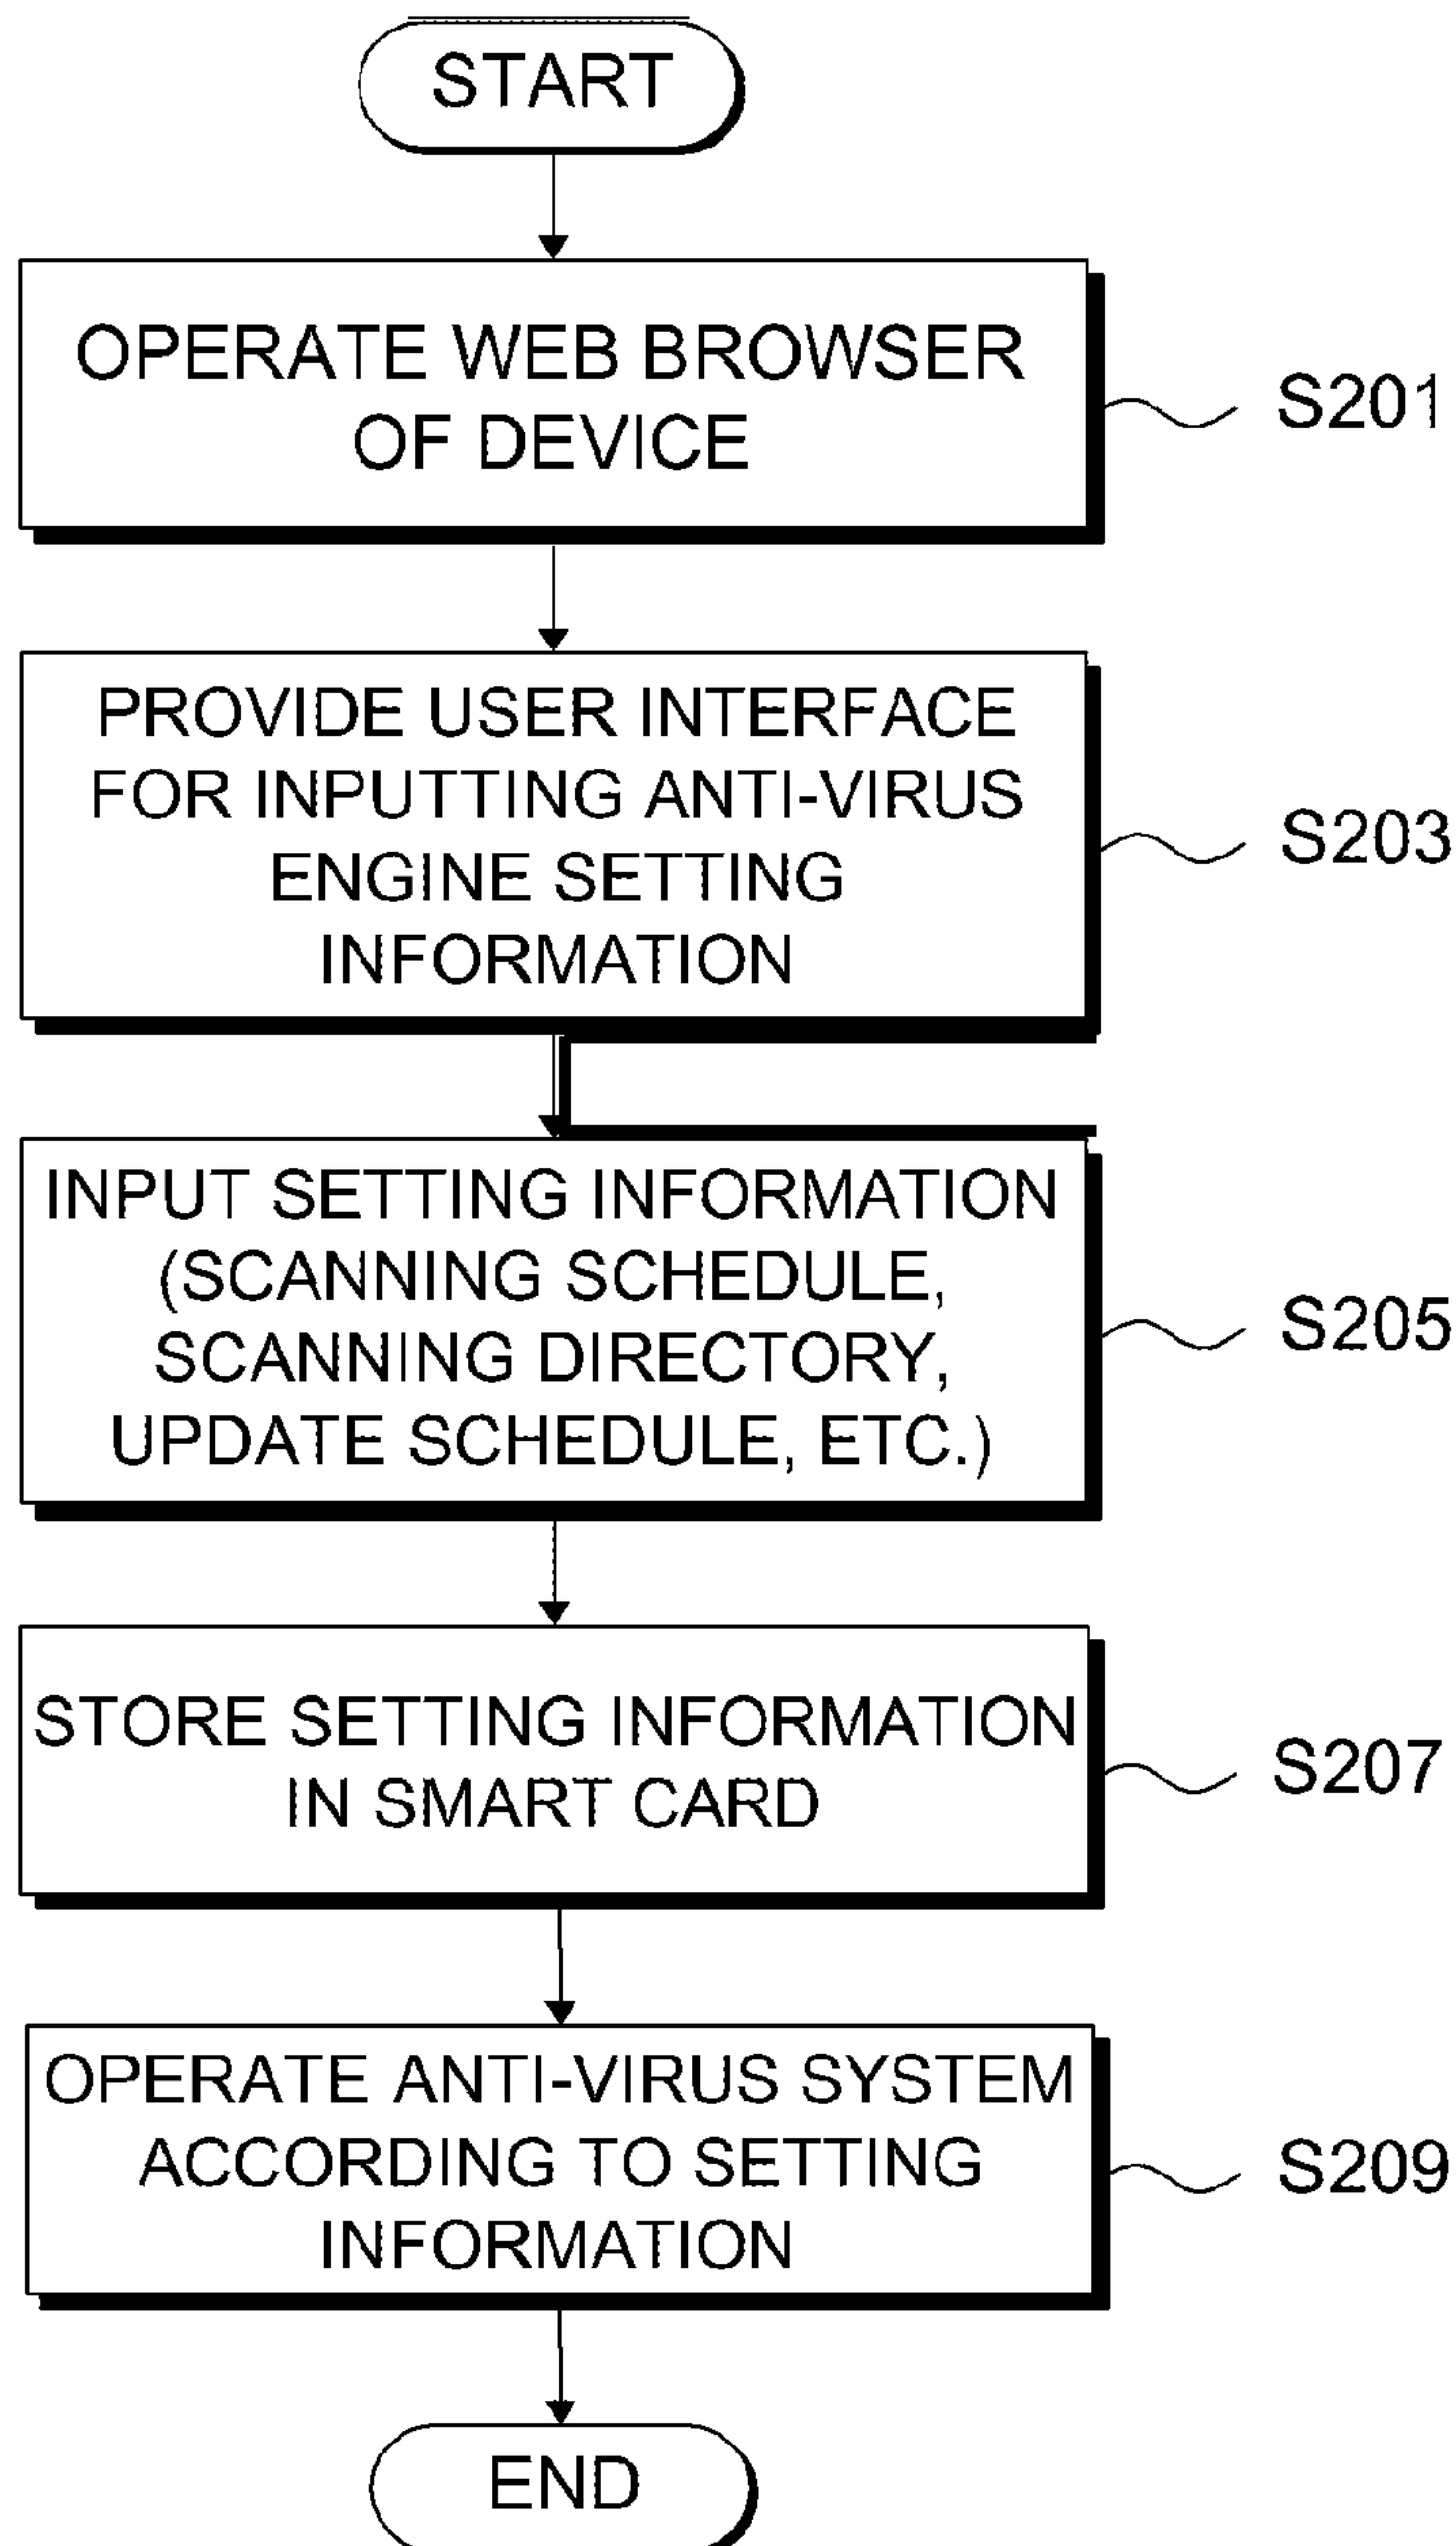 START
OPERATE WEB BROWSER
OF DEVICE
S201
PROVIDE USER INTERFACE
FOR INPUTTING ANTI-VIRUS
ENGINE SETTING
INFORMATION
S203
INPUT SETTING INFORMATION
(SCANNING SCHEDULE,
SCANNING DIRECTORY,
UPDATE SCHEDULE, ETC.)
S205
STORE SETTING INFORMATION
IN SMART CARD
S207
OPERATE ANTI-VIRUS SYSTEM
ACCORDING TO SETTING
INFORMATION
S209
END